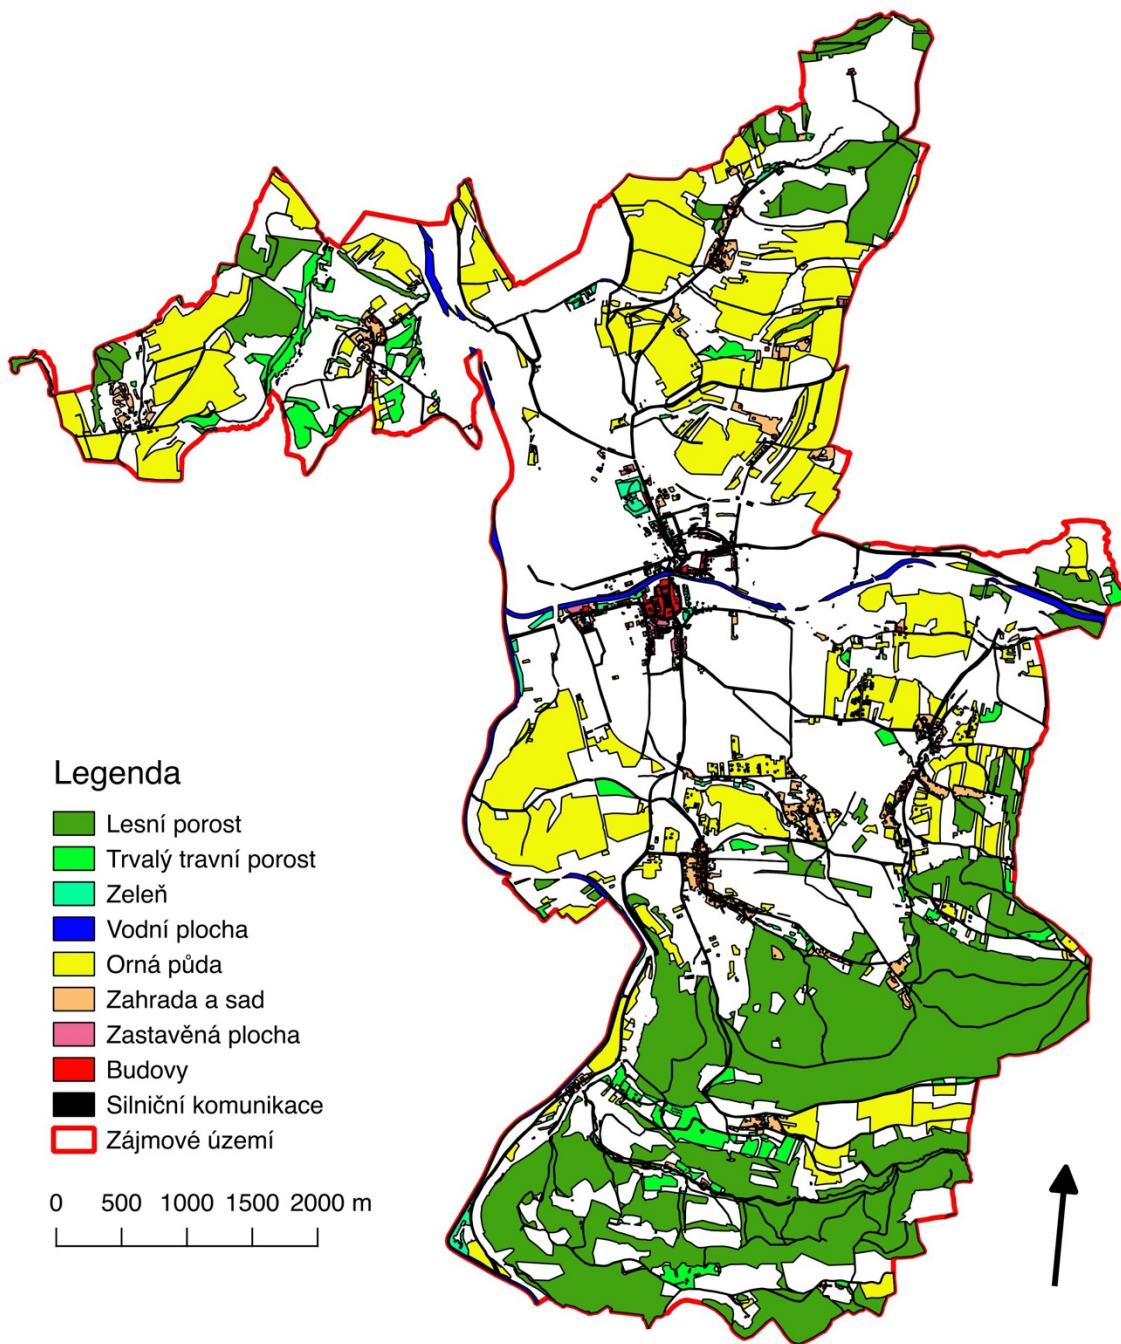 Legenda
Lesní porost
Trvalý travní porost
Zeleň
Vodní plocha
Orná půda
Zahrada a sad
Zastavěná plocha
Budovy
Silniční komunikace
Zájmové území
0 500 1000 1500 2000 m